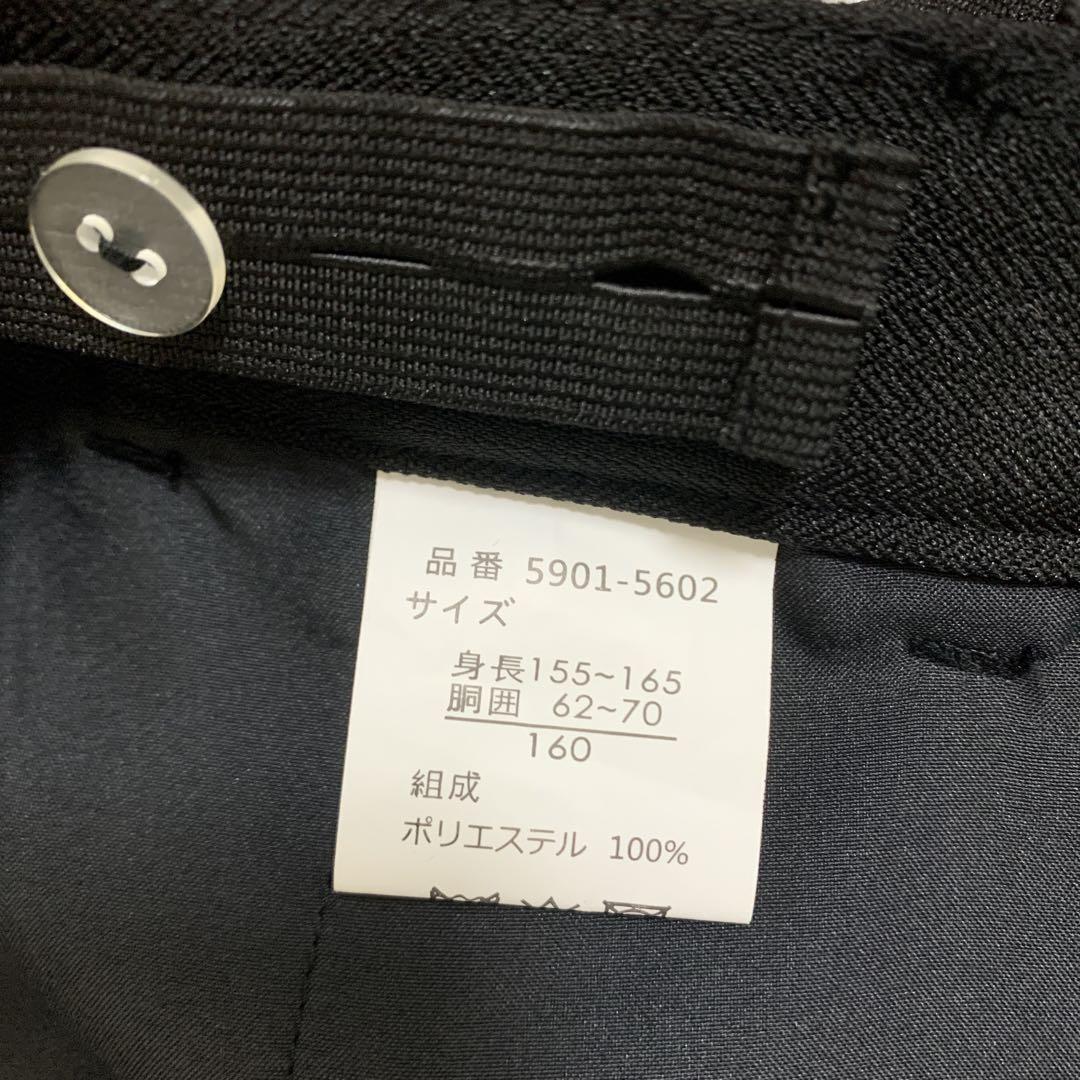 品番 5901-5602
サイズ
身長155~165
胴囲 62~70
160
組成
ポリエステル 100%